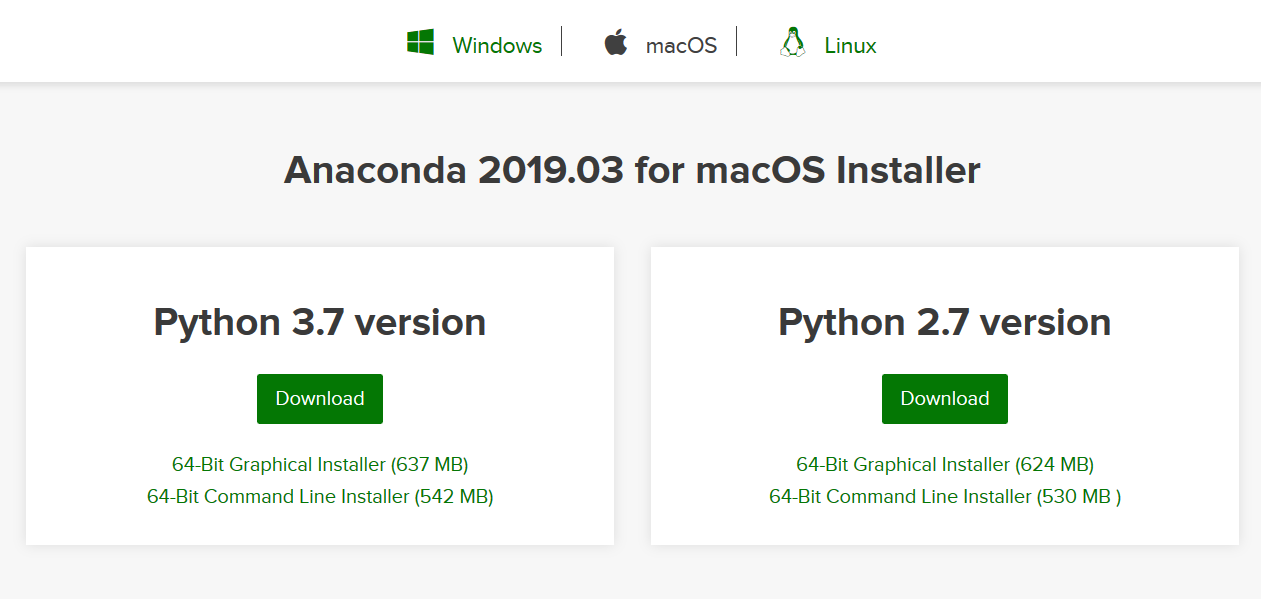 Windows macOS Linux
Anaconda 2019.03 for macOS Installer
Python 3.7 version
Download
64-Bit Graphical Installer (637 MB)
64-Bit Command Line Installer (542 MB)
Python 2.7 version
Download
64-Bit Graphical Installer (624 MB)
64-Bit Command Line Installer (530 MB )